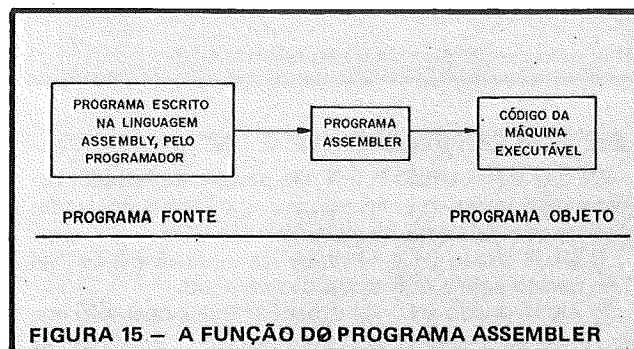 PROGRAMA ESCRITO
NA LINGUAGEM
ASSEMBLY, PELO
PROGRAMADOR
PROGRAMA
ASSEMBLER
CÓDIGO DA
MÁQUINA
EXECUTÁVEL
PROGRAMA FONTE
PROGRAMA OBJETO
FIGURA 15 — A FUNÇÃO DO PROGRAMA ASSEMBLER